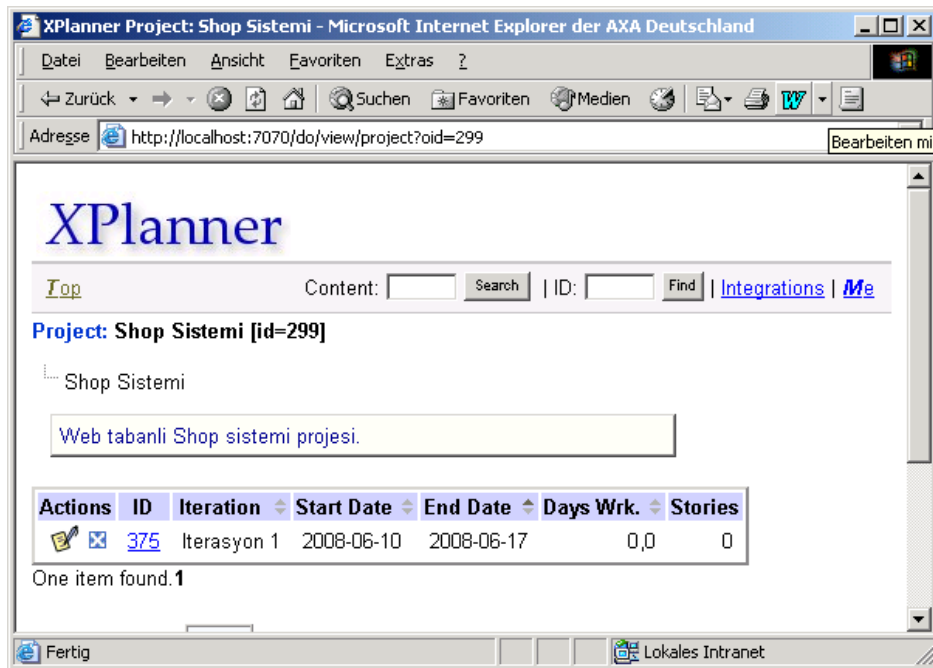 XPlanner Project: Shop Sistemi - Microsoft Internet Explorer der AXA Deutschland
Datei Bearbeiten Ansicht Favoriten Extras ?
Zurück Suchen Favoriten Medien
Adresse http://localhost:7070/do/view/project?oid=299
Bearbeiten mi
XPlanner
Top Content: Search | ID: Find | Integrations | Me
Project: Shop Sistemi [id=299]
Shop Sistemi
Web tabanli Shop sistemi projesi.
Actions ID Iteration Start Date End Date Days Wrk. Stories
375 Iterasyon 1 2008-06-10 2008-06-17 0,0 0
One item found.1
Fertig Lokales Intranet